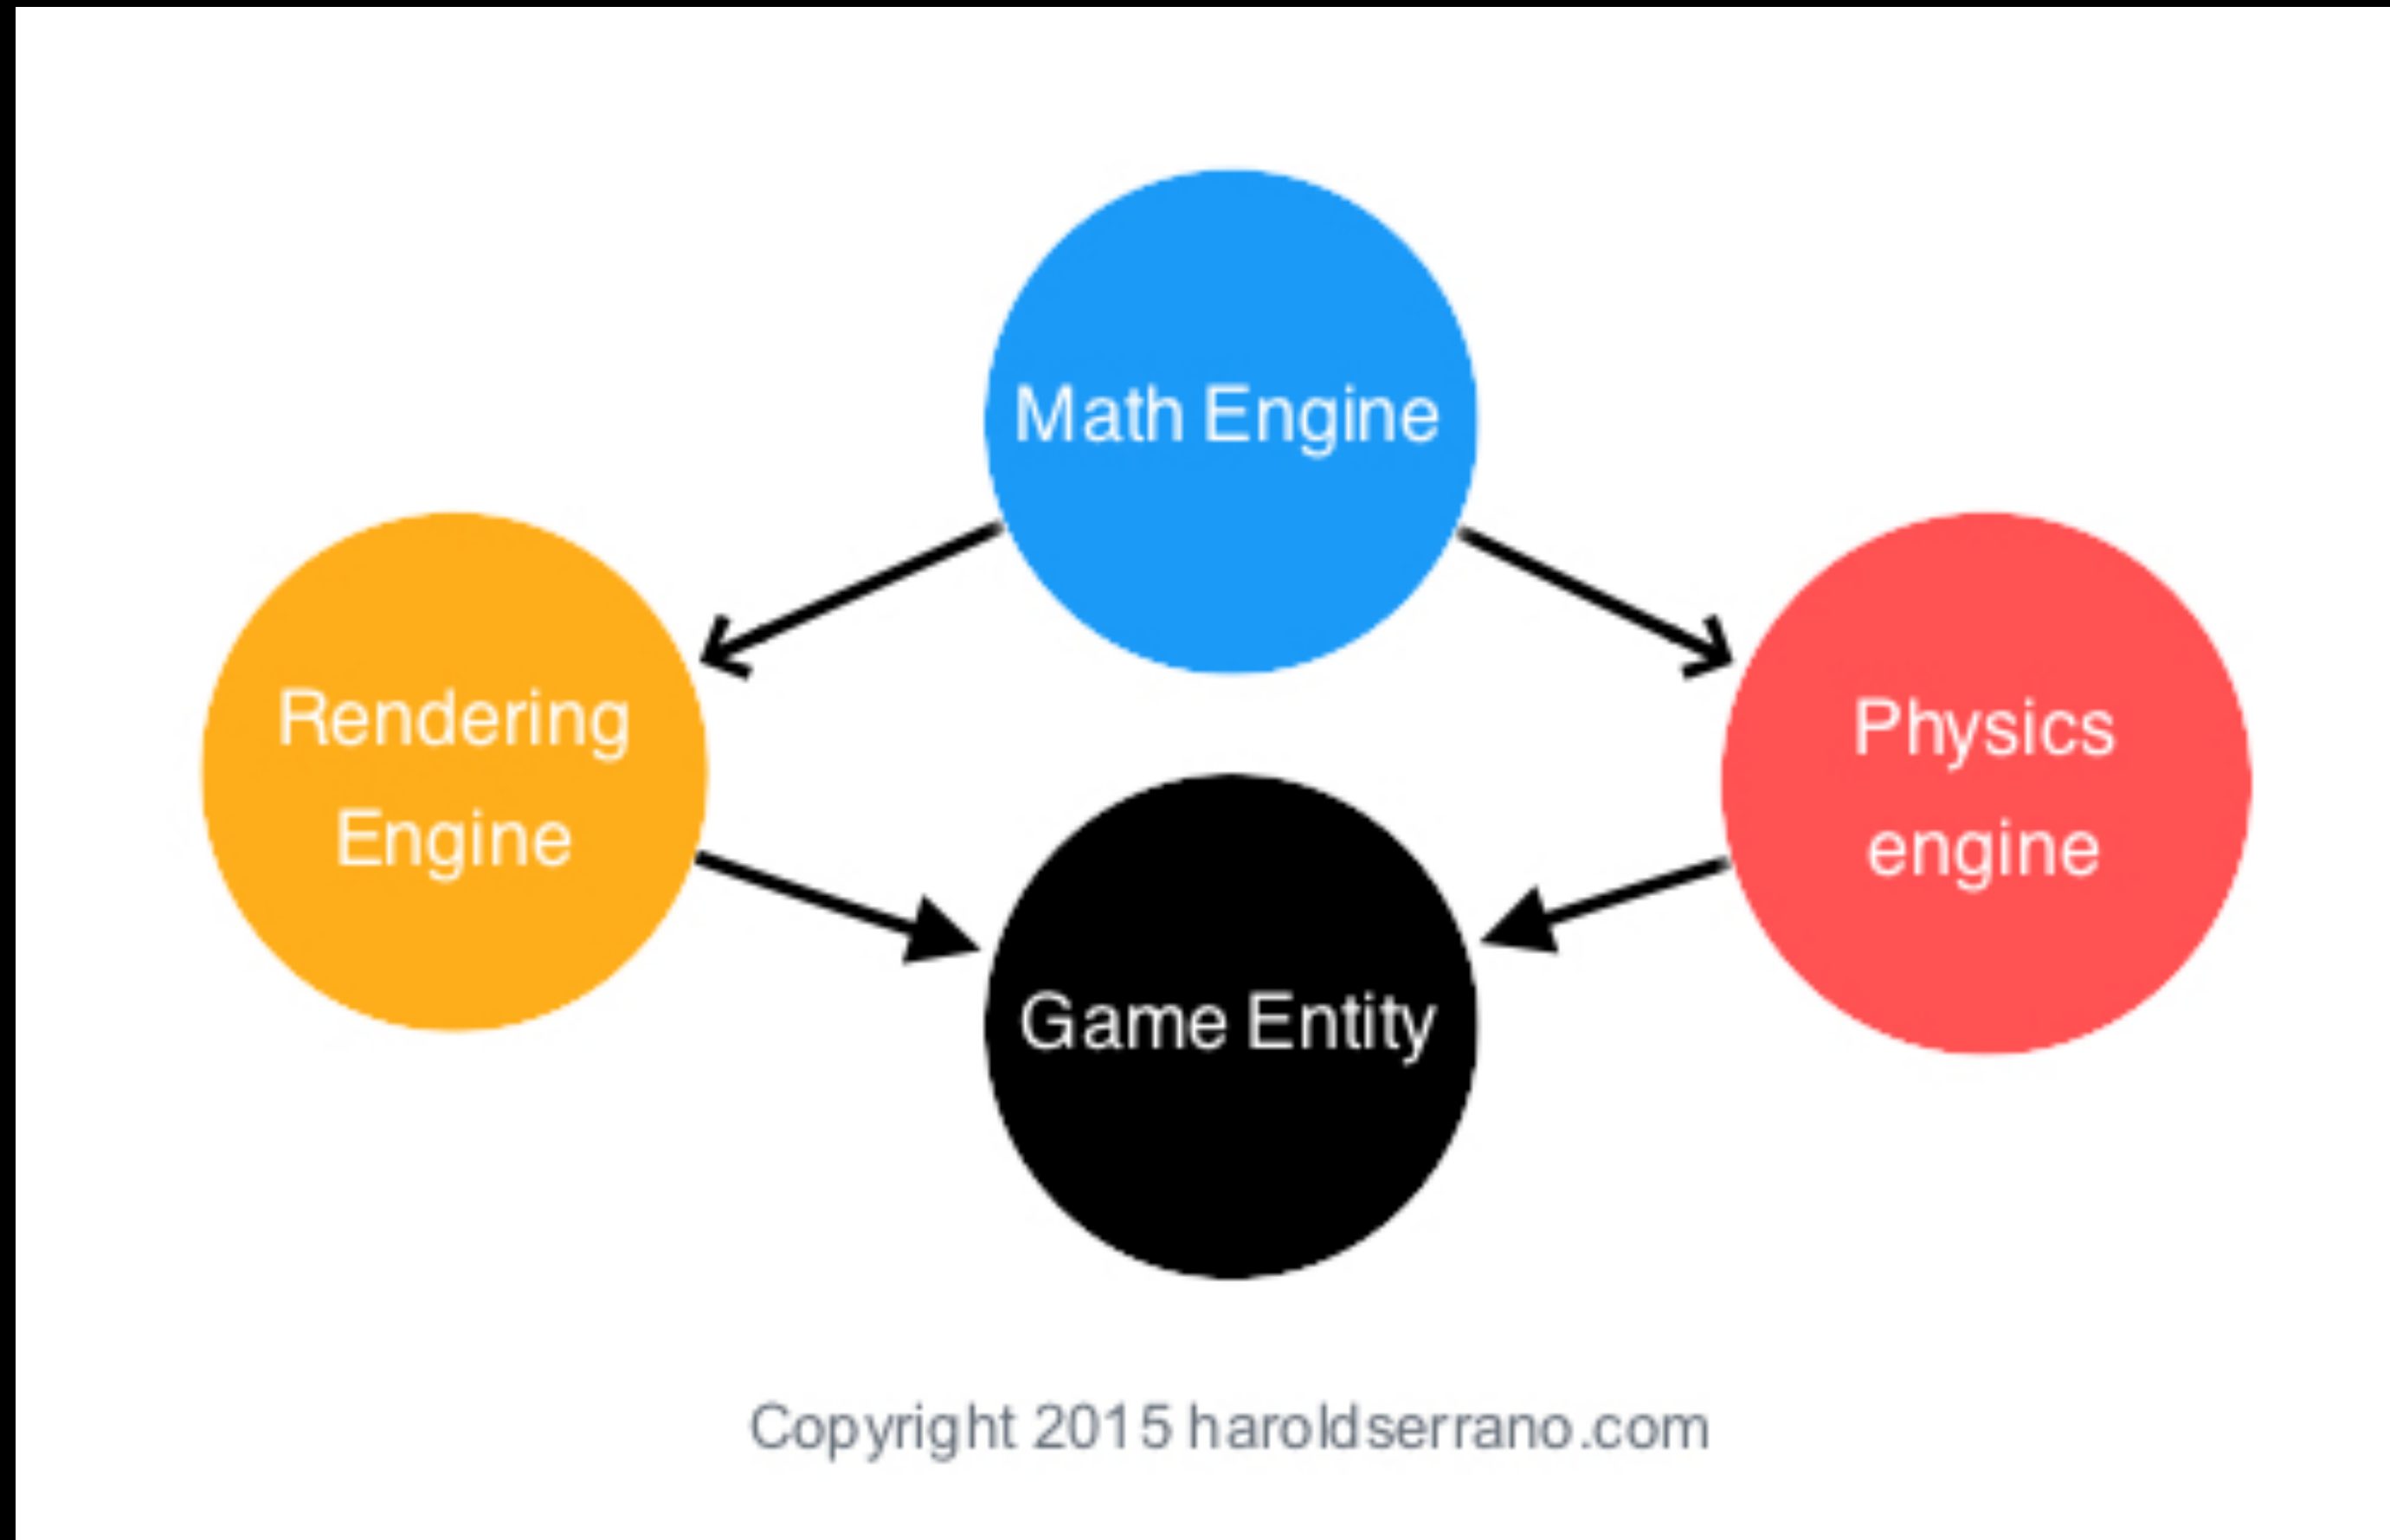 Math Engine
Rendering
Engine
Physics
engine
Game Entity
Copyright 2015 haroldserrano.com